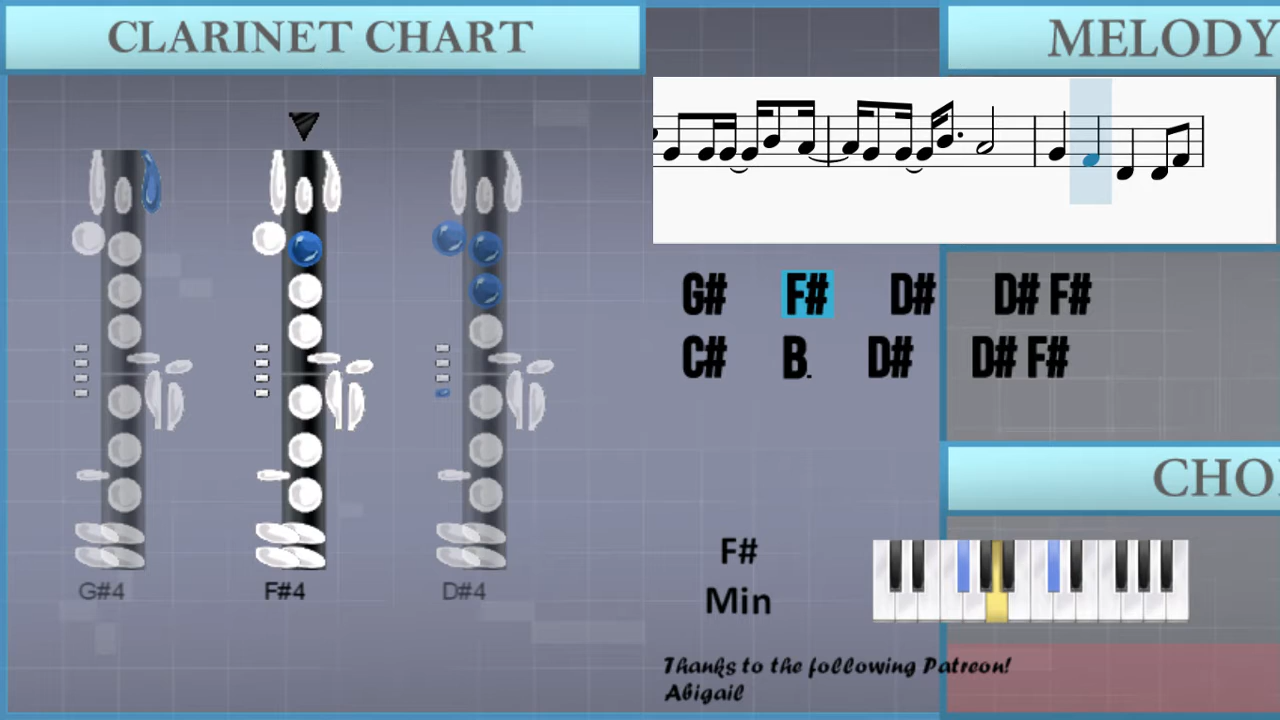 CLARINET CHART
MELODY
G# F# D# D# F#
C# B. D# D# F#
G#4 F#4 D#4
CHO
F#
Min
Thanks to the following Patreon!
Abigail